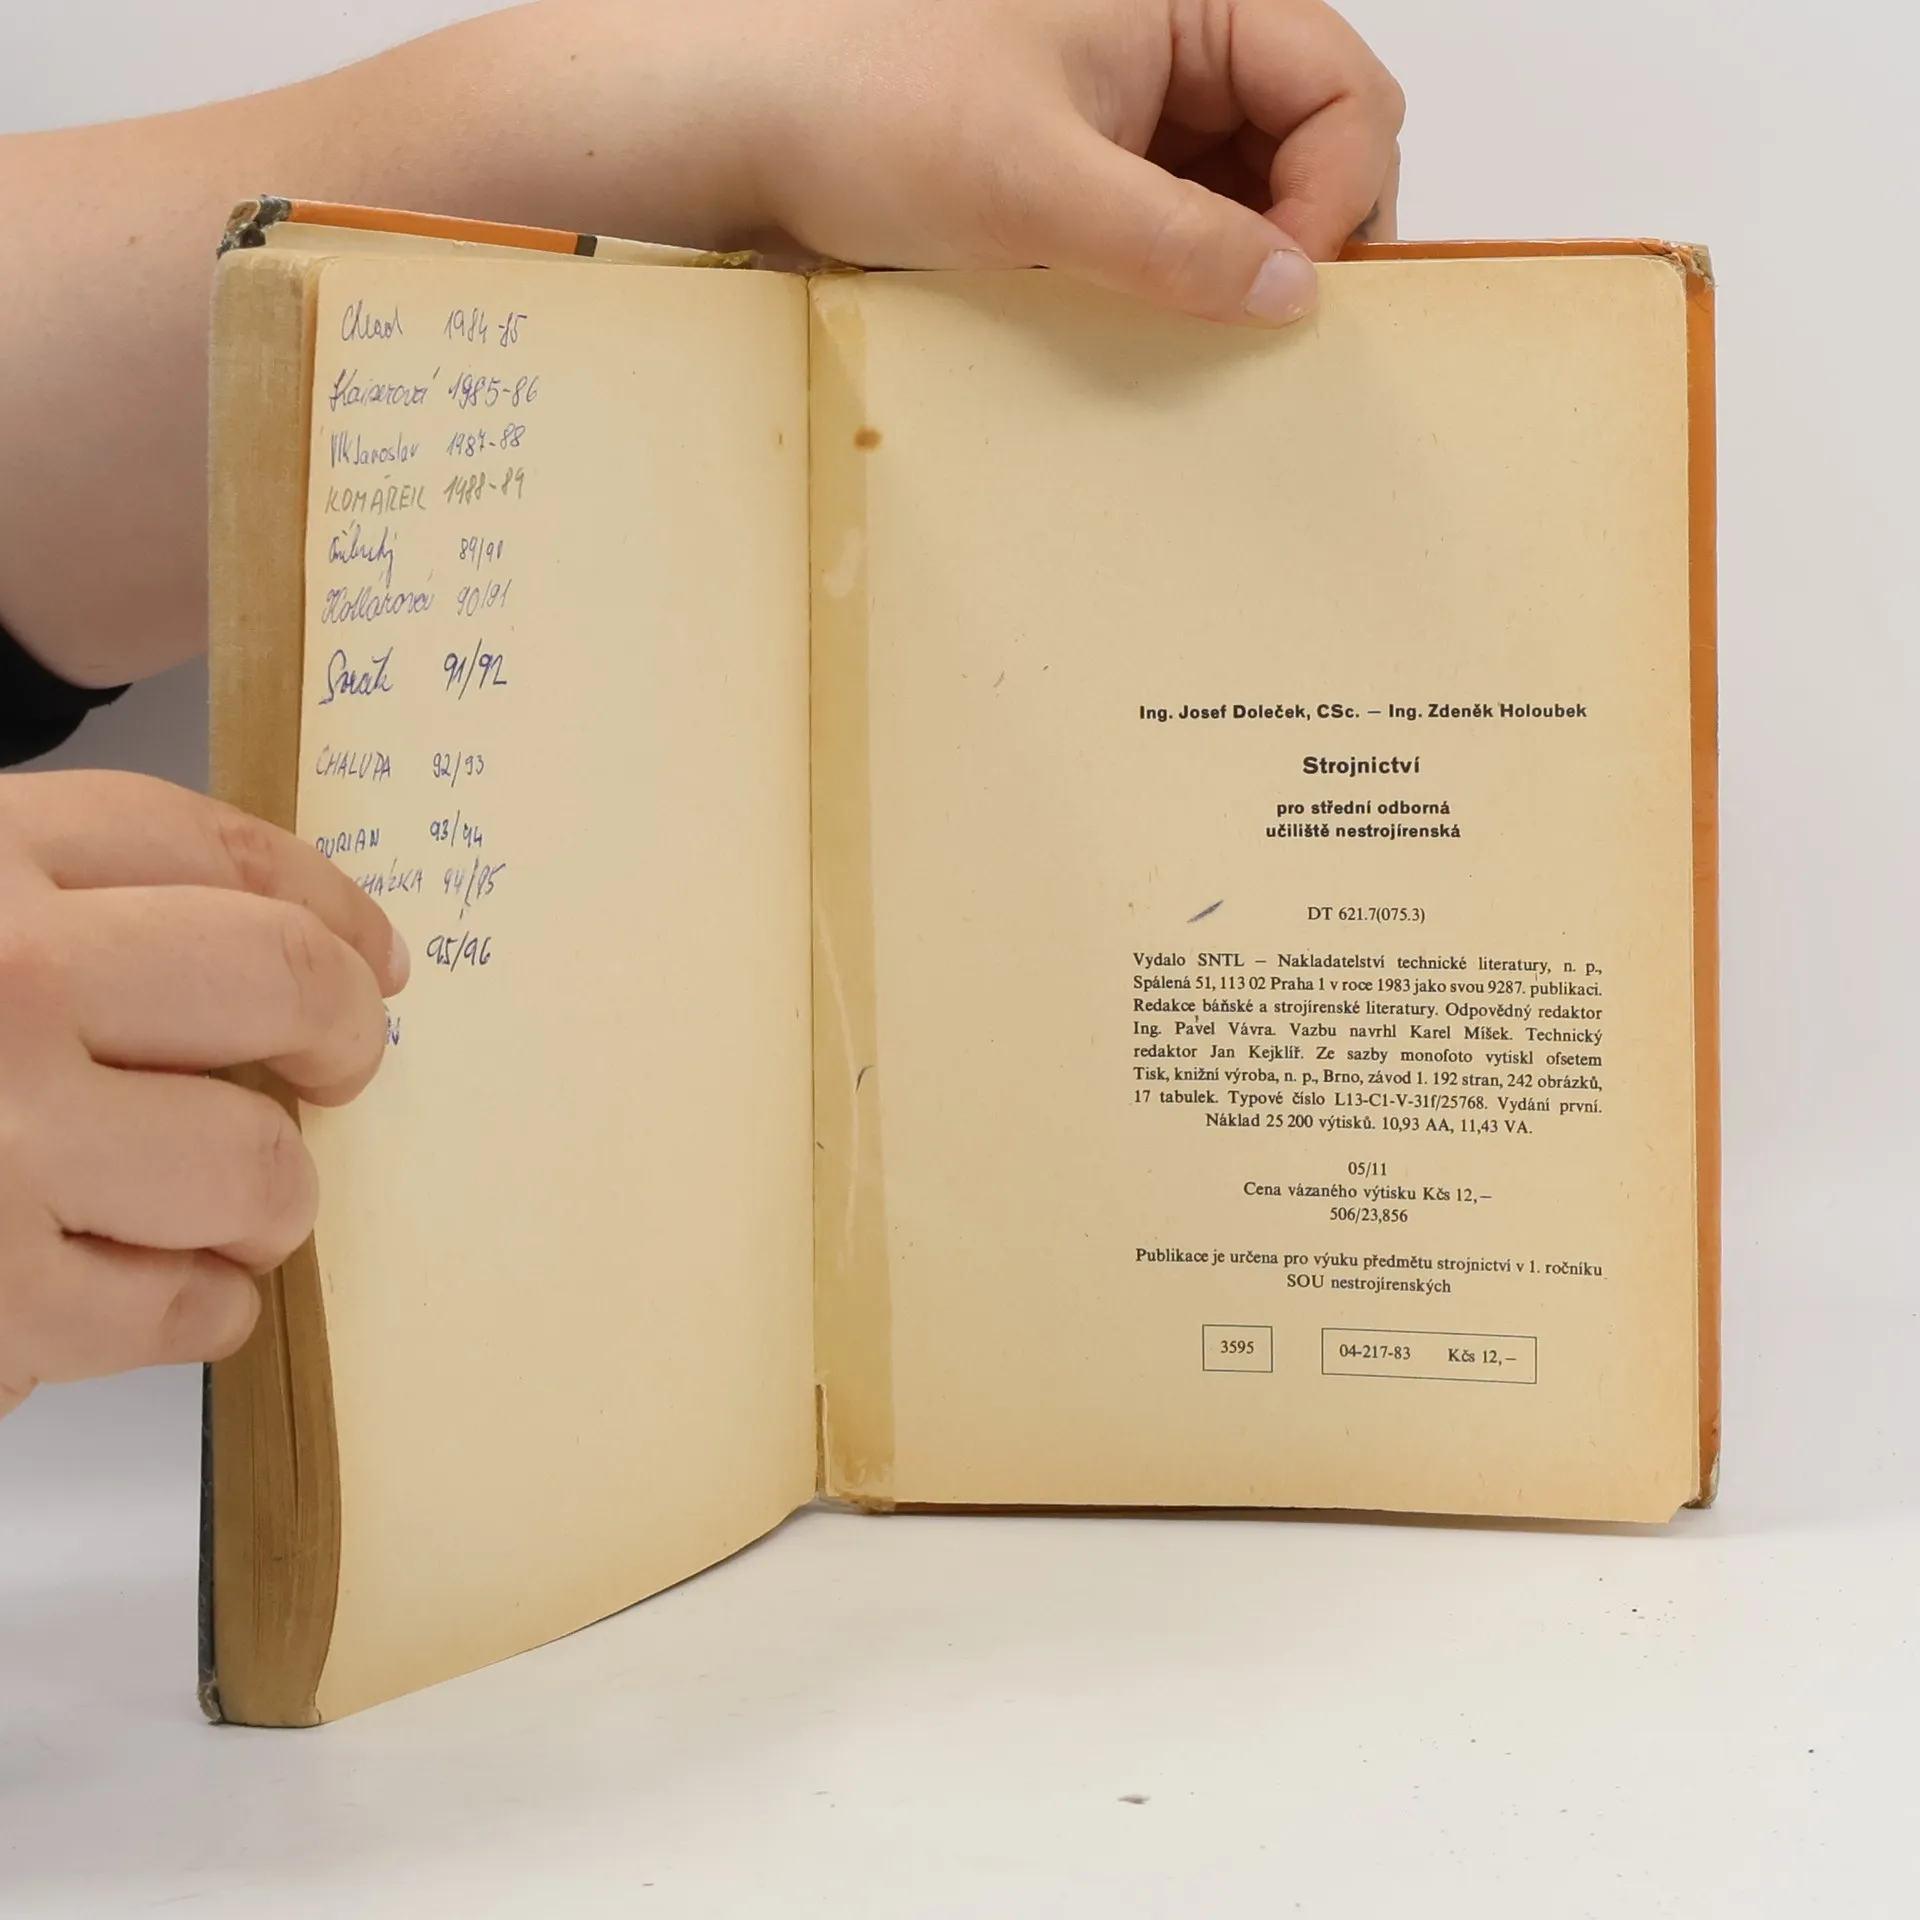 Chlad 1984-85
Kaiserová 1985-86
Vlk Jaroslav 1987-88
KOMÁREK 1988-89
89/90
Kollárová 90/91
Svrák 91/92
CHALUPA 92/93
DURIAN 93/94
94/95
95/96
Ing. Josef Doleček, CSc. — Ing. Zdeněk Holoubek
Strojnictví
pro střední odborná
učiliště nestrojírenská
DT 621.7(075.3)
Vydalo SNTL — Nakladatelství technické literatury, n. p.,
Spálená 51, 113 02 Praha 1 v roce 1983 jako svou 9287. publikaci.
Redakce báňské a strojírenské literatury. Odpovědný redaktor
Ing. Pavel Vávra. Vazbu navrhl Karel Míšek. Technický
redaktor Jan Kejklíř. Ze sazby monofoto vytiskl ofsetem
Tisk, knižní výroba, n. p., Brno, závod 1. 192 stran, 242 obrázků,
17 tabulek. Typové číslo L13-C1-V-31f/25768. Vydání první.
Náklad 25 200 výtisků. 10,93 AA, 11,43 VA.
05/11
Cena vázaného výtisku Kčs 12,—
506/23,856
Publikace je určena pro výuku předmětu strojnictví v 1. ročníku
SOU nestrojírenských
3595 04-217-83 Kčs 12,—